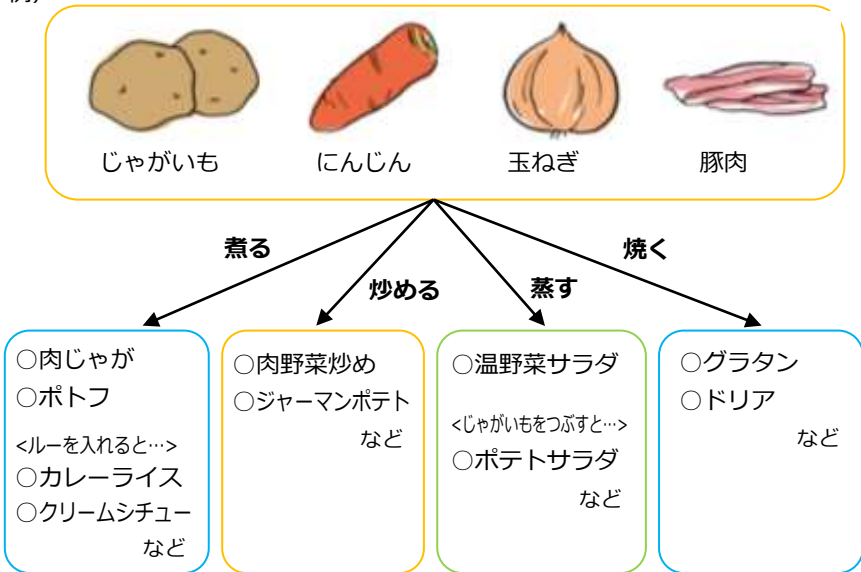 例)
じゃがいも
にんじん
玉ねぎ
豚肉
煮る
炒める
蒸す
焼く
○肉じゃが
○ポトフ
<ルーを入れると…>
○カレーライス
○クリームシチュー
など
○肉野菜炒め
○ジャーマンポテト
など
○温野菜サラダ
<じゃがいもをつぶすと…>
○ポテトサラダ
など
○グラタン
○ドリア
など